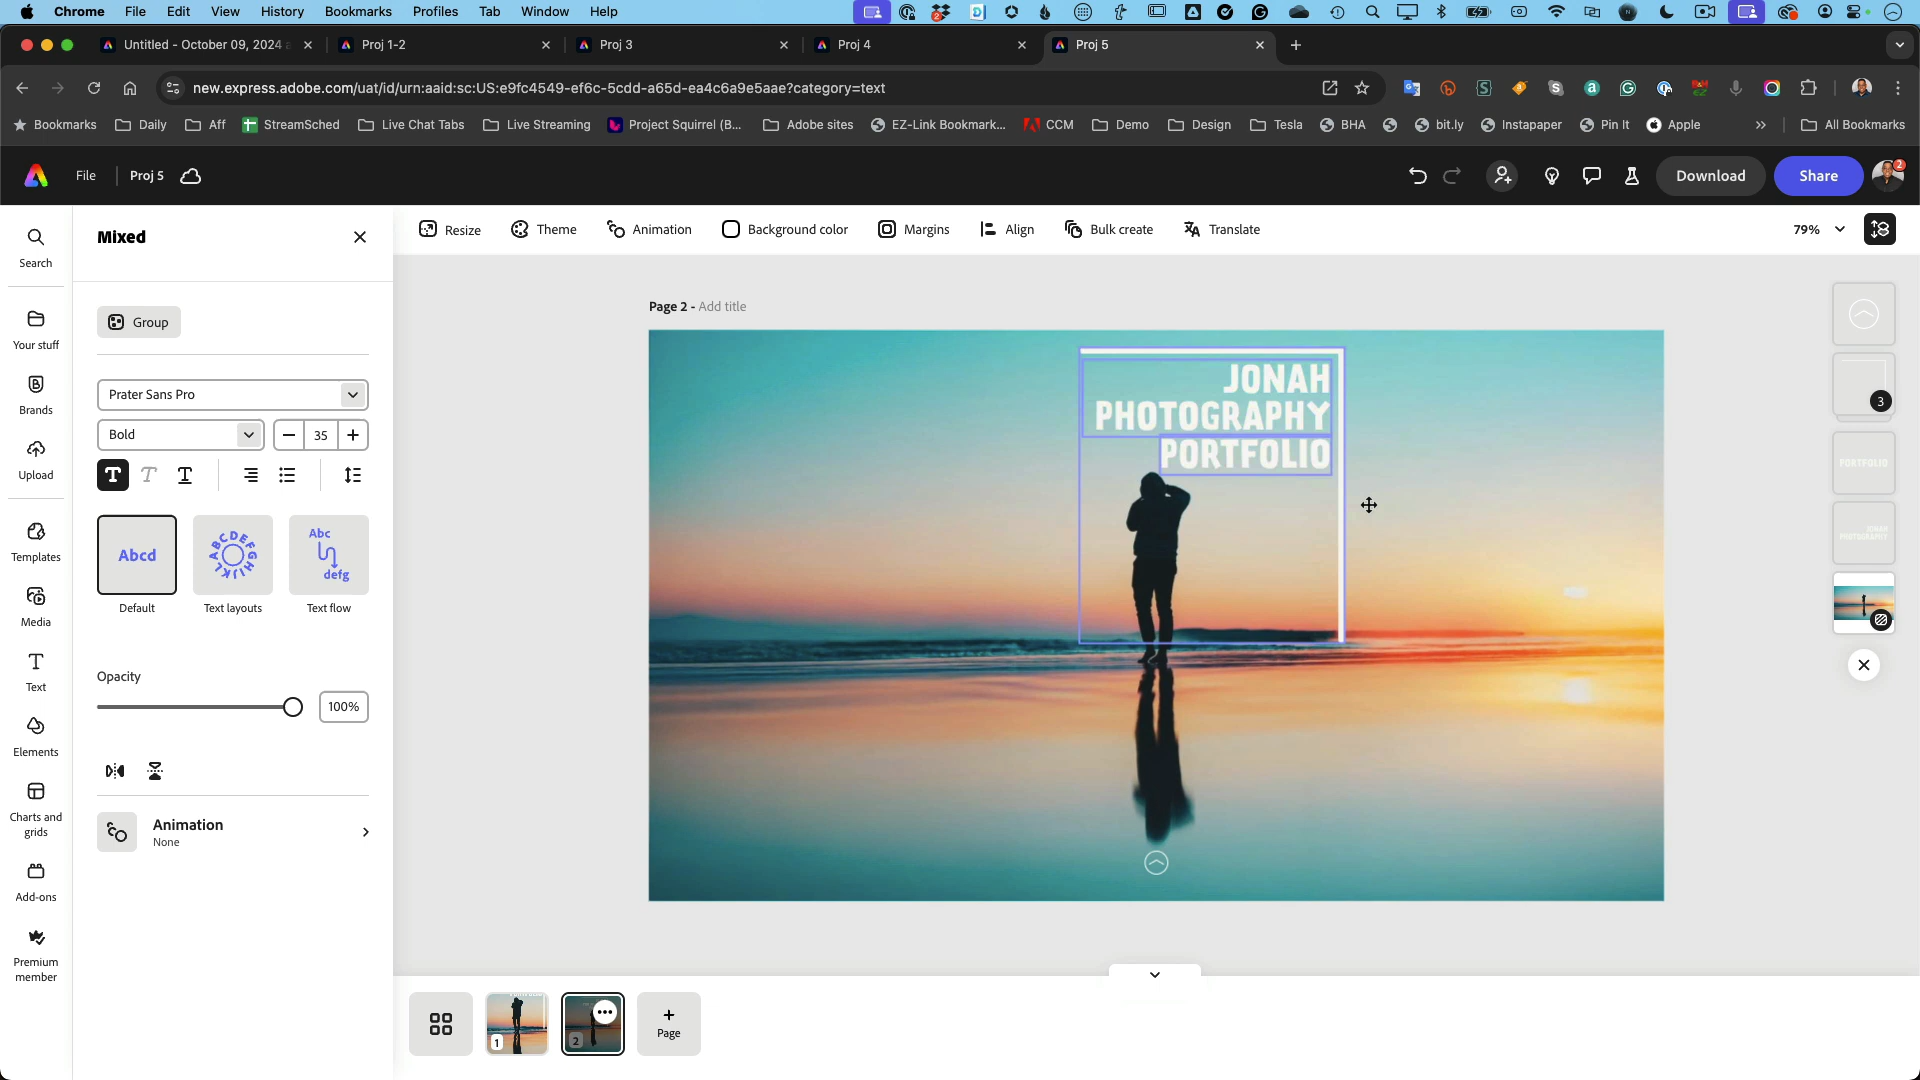 Chrome File Edit View History Bookmarks Profiles Tab Window Help
Untitled - October 09, 2024
Proj 1-2
Proj 3
Proj 4
Proj 5
new.express.adobe.com/uat/id/urn:aaid:sc:US:e9fc4549-ef6c-5cdd-a65d-ea4c6a9e5aae?category=text
Bookmarks Daily Aff StreamSched Live Chat Tabs Live Streaming Project Squirrel (B... Adobe sites EZ-Link Bookmark... CCM Demo Design Tesla BHA bit.ly Instapaper Pin It Apple » All Bookmarks
File Proj 5 Download Share 2
Search
Your stuff
Brands
Upload
Templates
Media
Text
Elements
Charts and
grids
Add-ons
Premium
member
Mixed
Group
Prater Sans Pro
Bold 35
Abcd
ABCDEFGHIJKL
Abc
defg
Default Text layouts Text flow
Opacity
100%
Animation
None
Resize Theme Animation Background color Margins Align Bulk create Translate 79%
Page 2 - Add title
JONAH
PHOTOGRAPHY
PORTFOLIO
3
PORTFOLIO
JONAH
PHOTOGRAPHY
1
2
Page